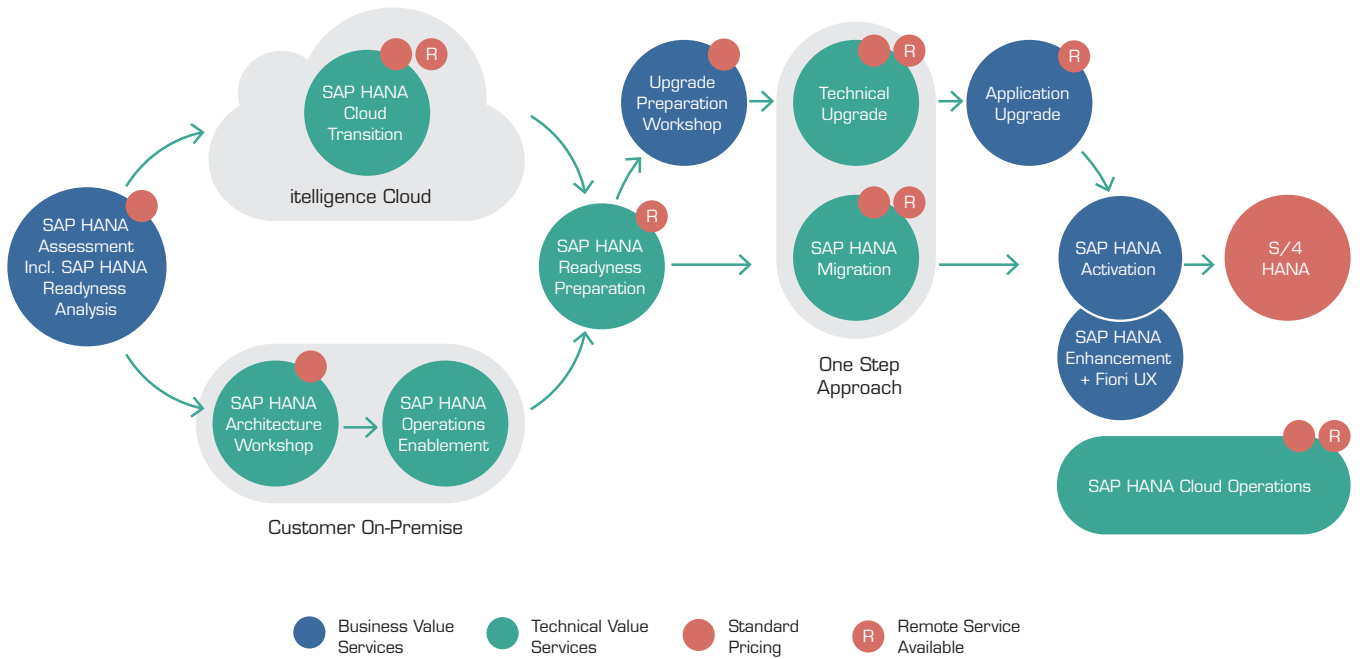 SAP HANA
Assessment
Incl. SAP HANA
Readyness
Analysis
R
SAP HANA
Cloud
Transition
itelligence Cloud
SAP HANA
Architecture
Workshop
SAP HANA
Operations
Enablement
Customer On-Premise
R
SAP HANA
Readyness
Preparation
Upgrade
Preparation
Workshop
R
Technical
Upgrade
R
SAP HANA
Migration
One Step
Approach
R
Application
Upgrade
SAP HANA
Activation
SAP HANA
Enhancement
+ Fiori UX
S/4
HANA
R
SAP HANA Cloud Operations
Business Value
Services
Technical Value
Services
Standard
Pricing
R
Remote Service
Available